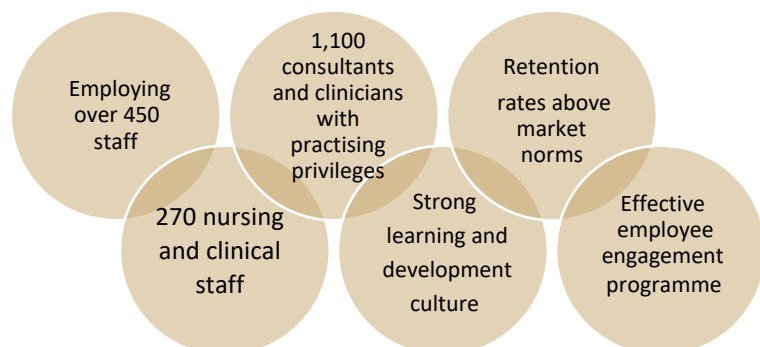 Employing
over 450
staff
270 nursing
and clinical
staff
1,100
consultants
and clinicians
with
practising
privileges
Strong
learning and
development
culture
Retention
rates above
market
norms
Effective
employee
engagement
programme